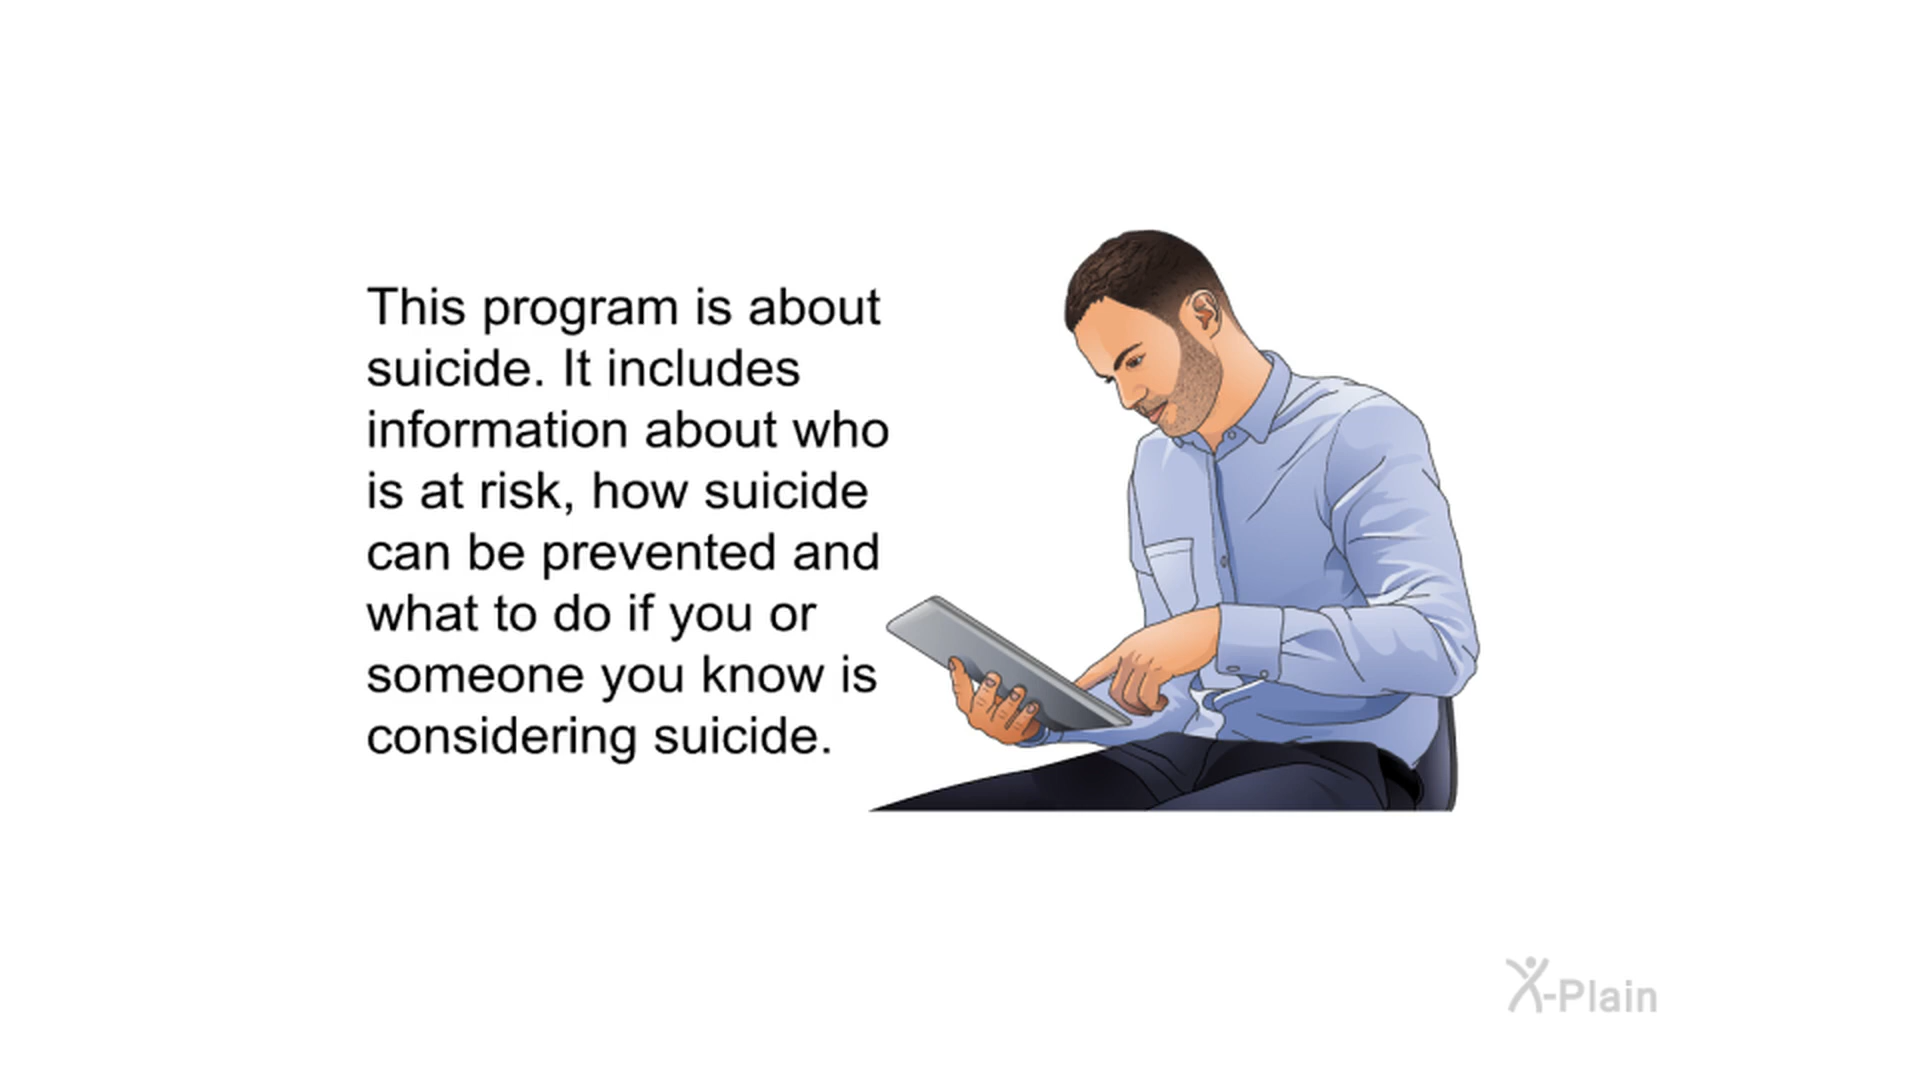 This program is about
suicide. It includes
information about who
is at risk, how suicide
can be prevented and
what to do if you or
someone you know is
considering suicide.
X-Plain